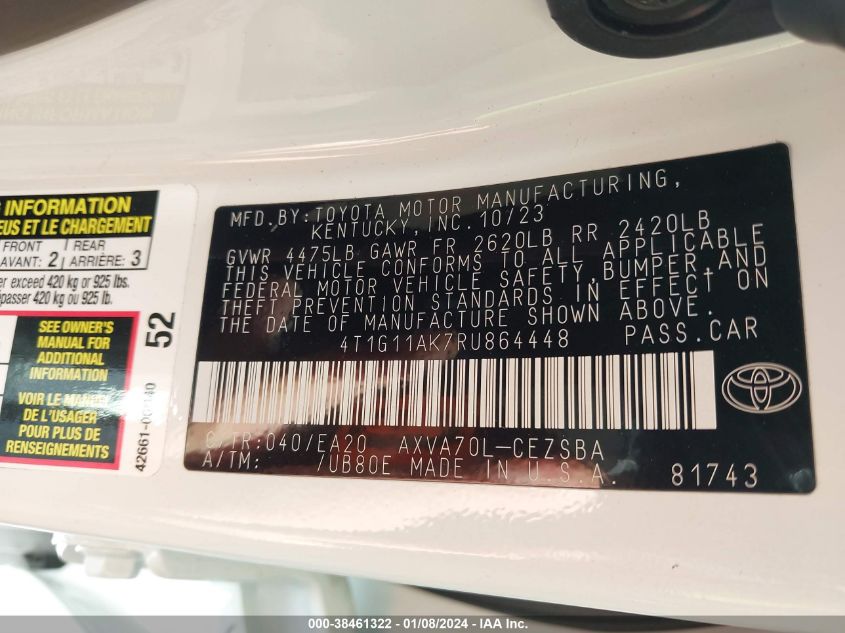 G INFORMATION
EUS ET LE CHARGEMENT
FRONT REAR
AVANT: 2 ARRIÈRE: 3
er exceed 420 kg or 925 lbs.
passer 420 kg ou 925 lb.
SEE OWNER'S
MANUAL FOR
ADDITIONAL
INFORMATION
VOIR LE MANUEL
DE L'USAGER
POUR PLUS DE
RENSEIGNEMENTS
52
MFD.BY:TOYOTA MOTOR MANUFACTURING,
KENTUCKY, INC. 10/23
GVWR 4475LB GAWR FR 2620LB RR 2420LB
THIS VEHICLE CONFORMS TO ALL APPLICABLE
FEDERAL MOTOR VEHICLE SAFETY, BUMPER, AND
THEFT PREVENTION STANDARDS IN EFFECT ON
THE DATE OF MANUFACTURE SHOWN ABOVE.
4T1G11AK7RU864448 PASS.CAR
C/TR:040/EA20 AXVA70L-CEZSBA
A/TM: /UB80E MADE IN U.S.A. 81743
000-38461322 - 01/08/2024 - IAA Inc.